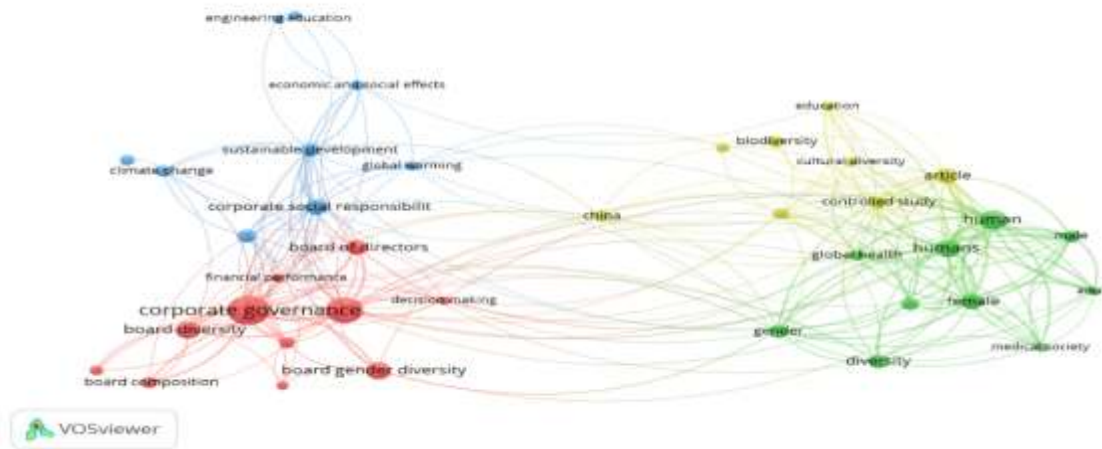 engineering education
economic and social effects
sustainable development
global warming
climate change
corporate social responsibilit
board of directors
financial performance
corporate governance
decision making
board diversity
board gender diversity
board composition
china
education
biodiversity
cultural diversity
article
controlled study
human
male
humans
global health
female
gender
diversity
medical society
VOSviewer